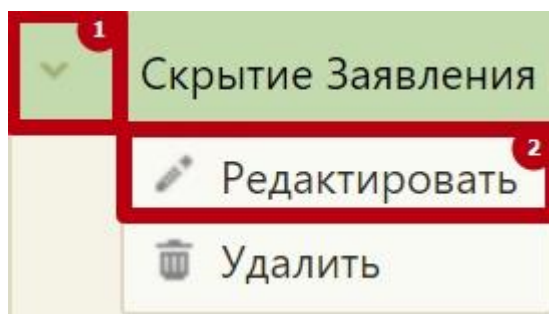 1
Скрытие Заявления
2
Редактировать
Удалить